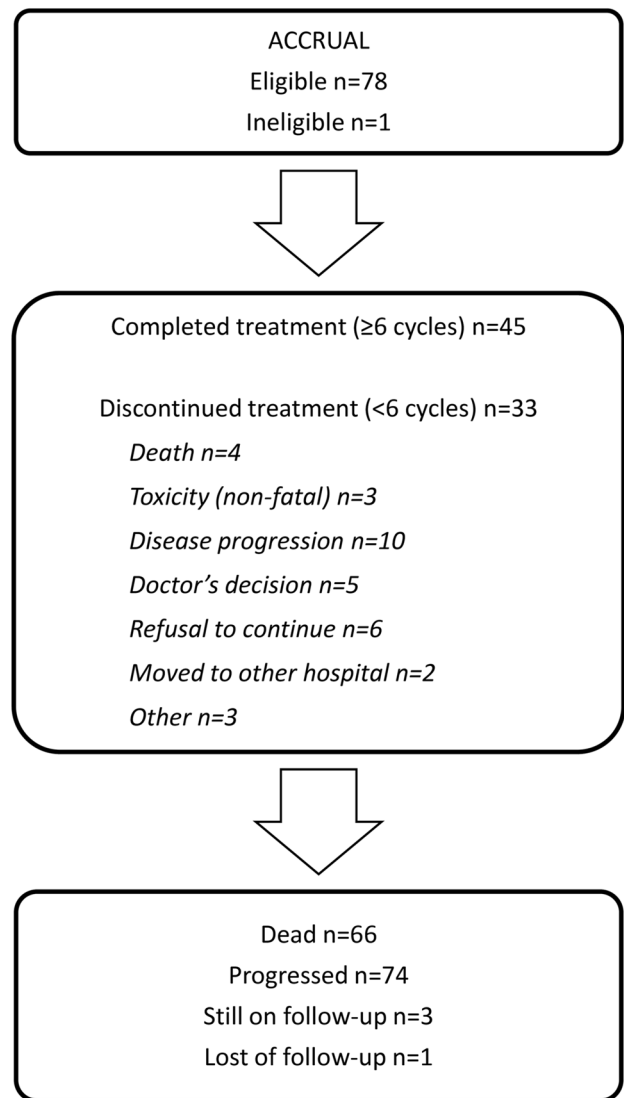 ACCRUAL
Eligible n=78
Ineligible n=1
Completed treatment (≥6 cycles) n=45
Discontinued treatment (<6 cycles) n=33
Death n=4
Toxicity (non-fatal) n=3
Disease progression n=10
Doctor’s decision n=5
Refusal to continue n=6
Moved to other hospital n=2
Other n=3
Dead n=66
Progressed n=74
Still on follow-up n=3
Lost of follow-up n=1